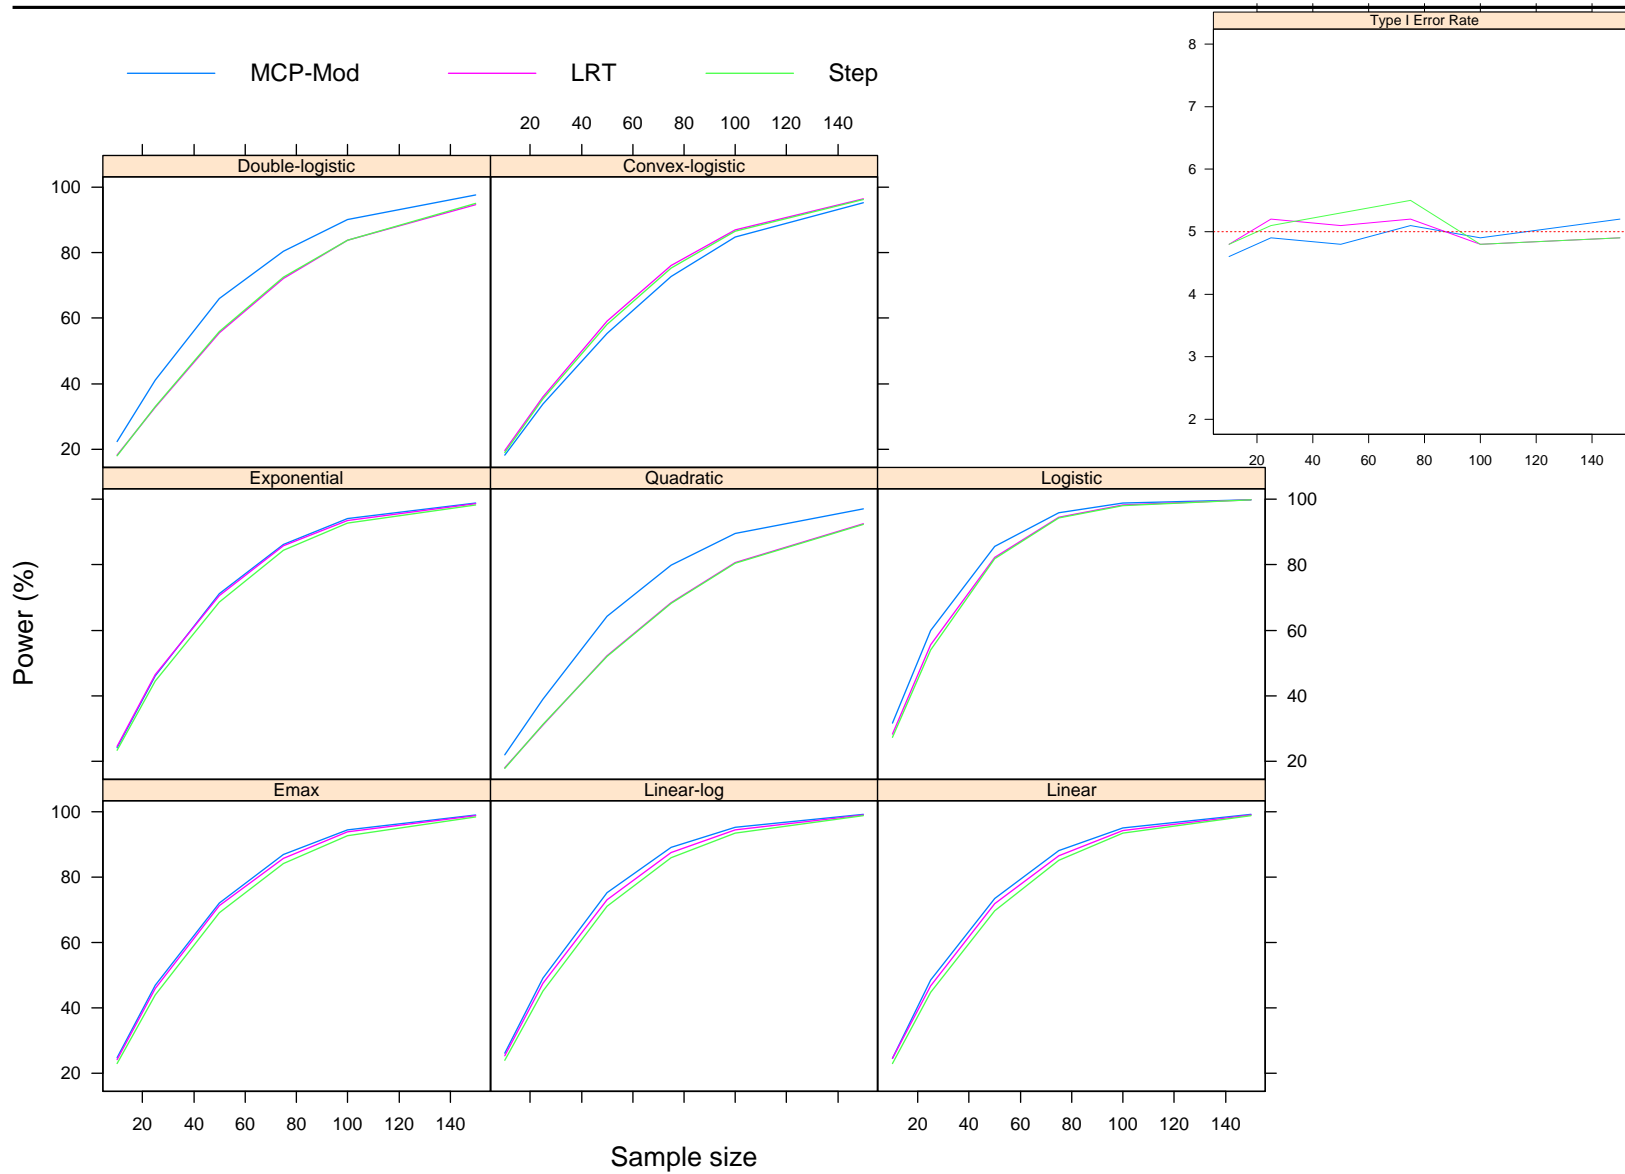 Type I Error Rate
8
7
6
5
4
3
2
20 40 60 80 100 120 140
MCP-Mod LRT Step
20 40 60 80 100 120 140
Double-logistic Convex-logistic
100
80
60
40
20
Exponential Quadratic Logistic
100
80
60
40
20
Emax Linear-log Linear
100
80
60
40
20
20 40 60 80 100 120 140 20 40 60 80 100 120 140
Power (%)
Sample size